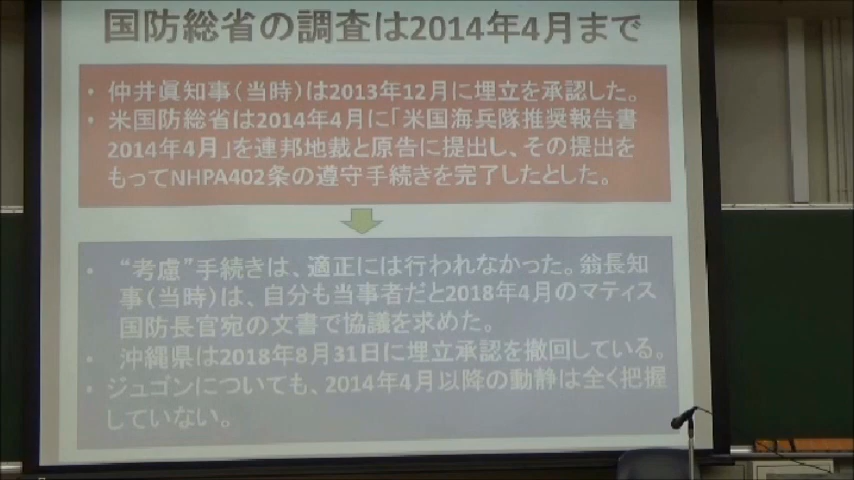 国防総省の調査は2014年4月まで
• 仲井眞知事（当時）は2013年12月に埋立を承認した。
• 米国防総省は2014年4月に「米国海兵隊推奨報告書
2014年4月」を連邦地裁と原告に提出し、その提出を
もってNHPA402条の遵守手続きを完了したとした。
• “考慮”手続きは、適正には行われなかった。翁長知
事（当時）は、自分も当事者だと2018年4月のマティス
国防長官宛の文書で協議を求めた。
• 沖縄県は2018年8月31日に埋立承認を撤回している。
• ジュゴンについても、2014年4月以降の動静は全く把握
していない。